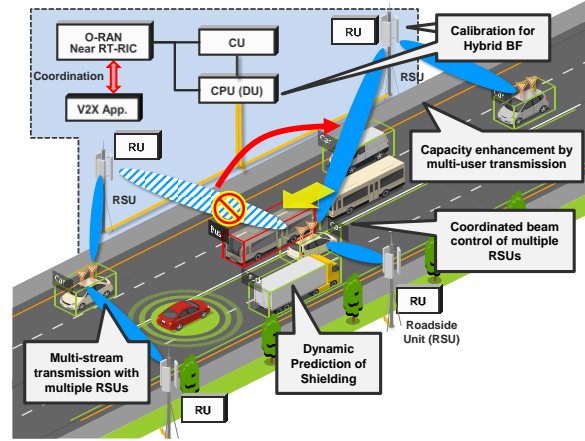 O-RAN
Near RT-RIC
CU
RU
Calibration for
Hybrid BF
Coordination
CPU (DU)
RSU
Car
V2X App.
RU
Car
Capacity enhancement by
multi-user transmission
RSU
Bus
Coordinated beam
control of multiple
RSUs
Car
RU
Roadside
Unit (RSU)
Multi-stream
transmission with
multiple RSUs
Dynamic
Prediction of
Shielding
RU